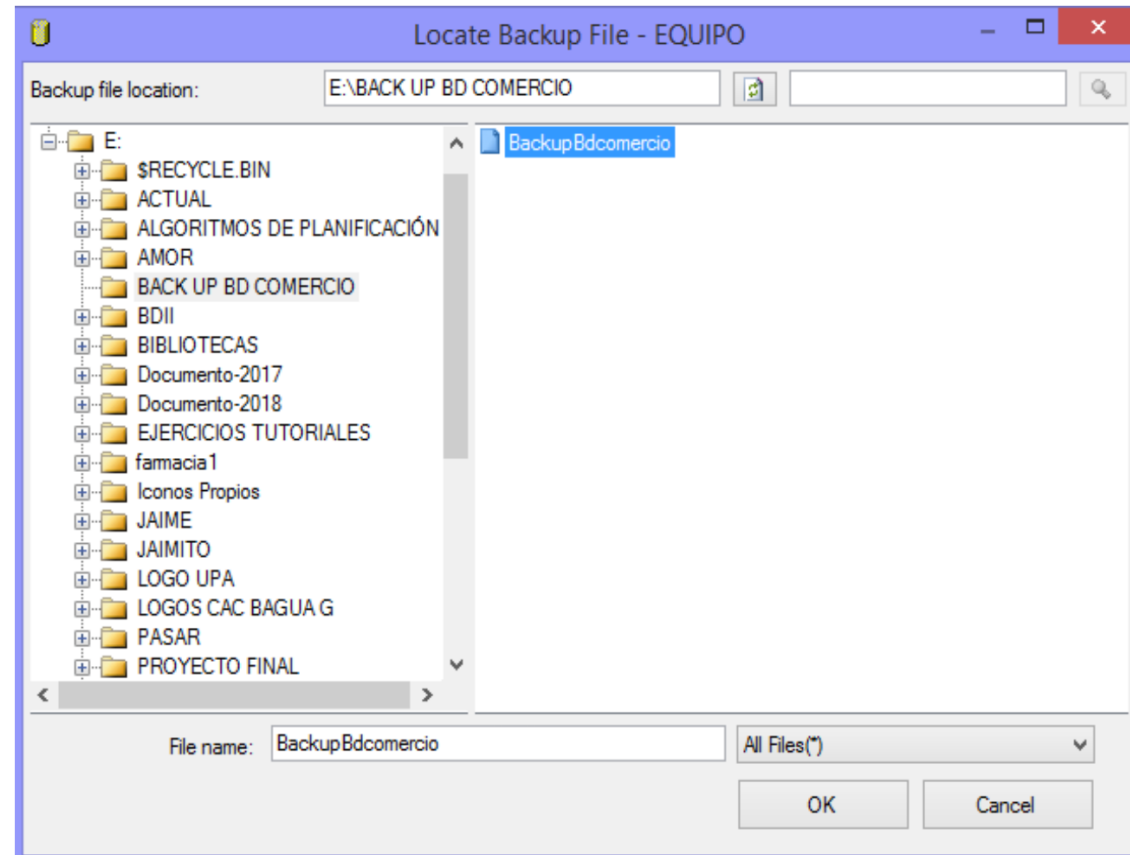 Locate Backup File - EQUIPO
Backup file location: E:\BACK UP BD COMERCIO
E:
$RECYCLE.BIN
ACTUAL
ALGORITMOS DE PLANIFICACIÓN
AMOR
BACK UP BD COMERCIO
BDII
BIBLIOTECAS
Documento-2017
Documento-2018
EJERCICIOS TUTORIALES
farmacia1
Iconos Propios
JAIME
JAIMITO
LOGO UPA
LOGOS CAC BAGUA G
PASAR
PROYECTO FINAL
BackupBdcomercio
File name: BackupBdcomercio All Files(*)
OK Cancel